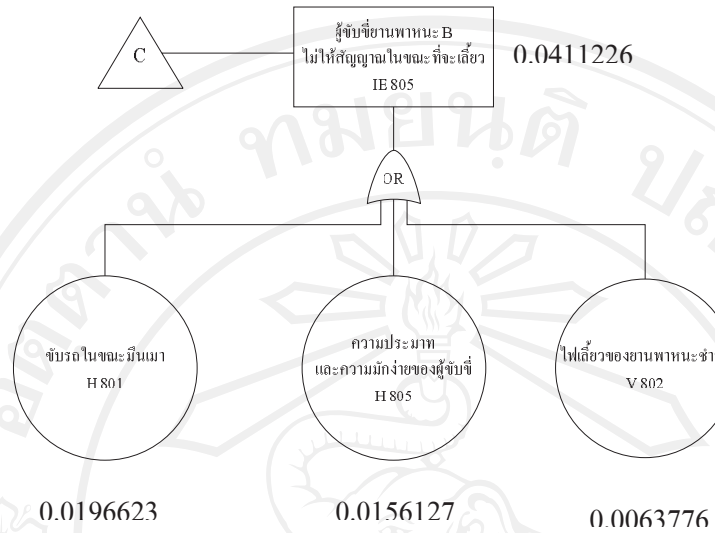 C
ผู้ขับขี่ยานพาหนะ B
ไม่ให้สัญญาณในขณะที่จะเลี้ยว
IE 805
0.0411226
OR
ขับรถในขณะมึนเมา
H 801
ความประมาท
และความมักง่ายของผู้ขับขี่
H 805
ไฟเลี้ยวของยานพาหนะชำ
V 802
0.0196623
0.0156127
0.0063776